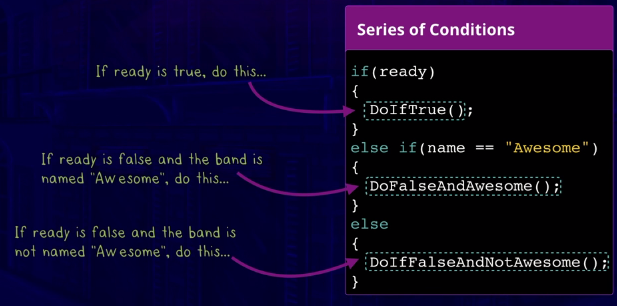 Series of Conditions
If ready is true, do this...
if(ready)
{
DoIfTrue();
}
If ready is false and the band is
named "Awesome", do this...
else if(name == "Awesome")
{
DoFalseAndAwesome();
}
If ready is false and the band is
not named "Awesome", do this...
else
{
DoIfFalseAndNotAwesome();
}